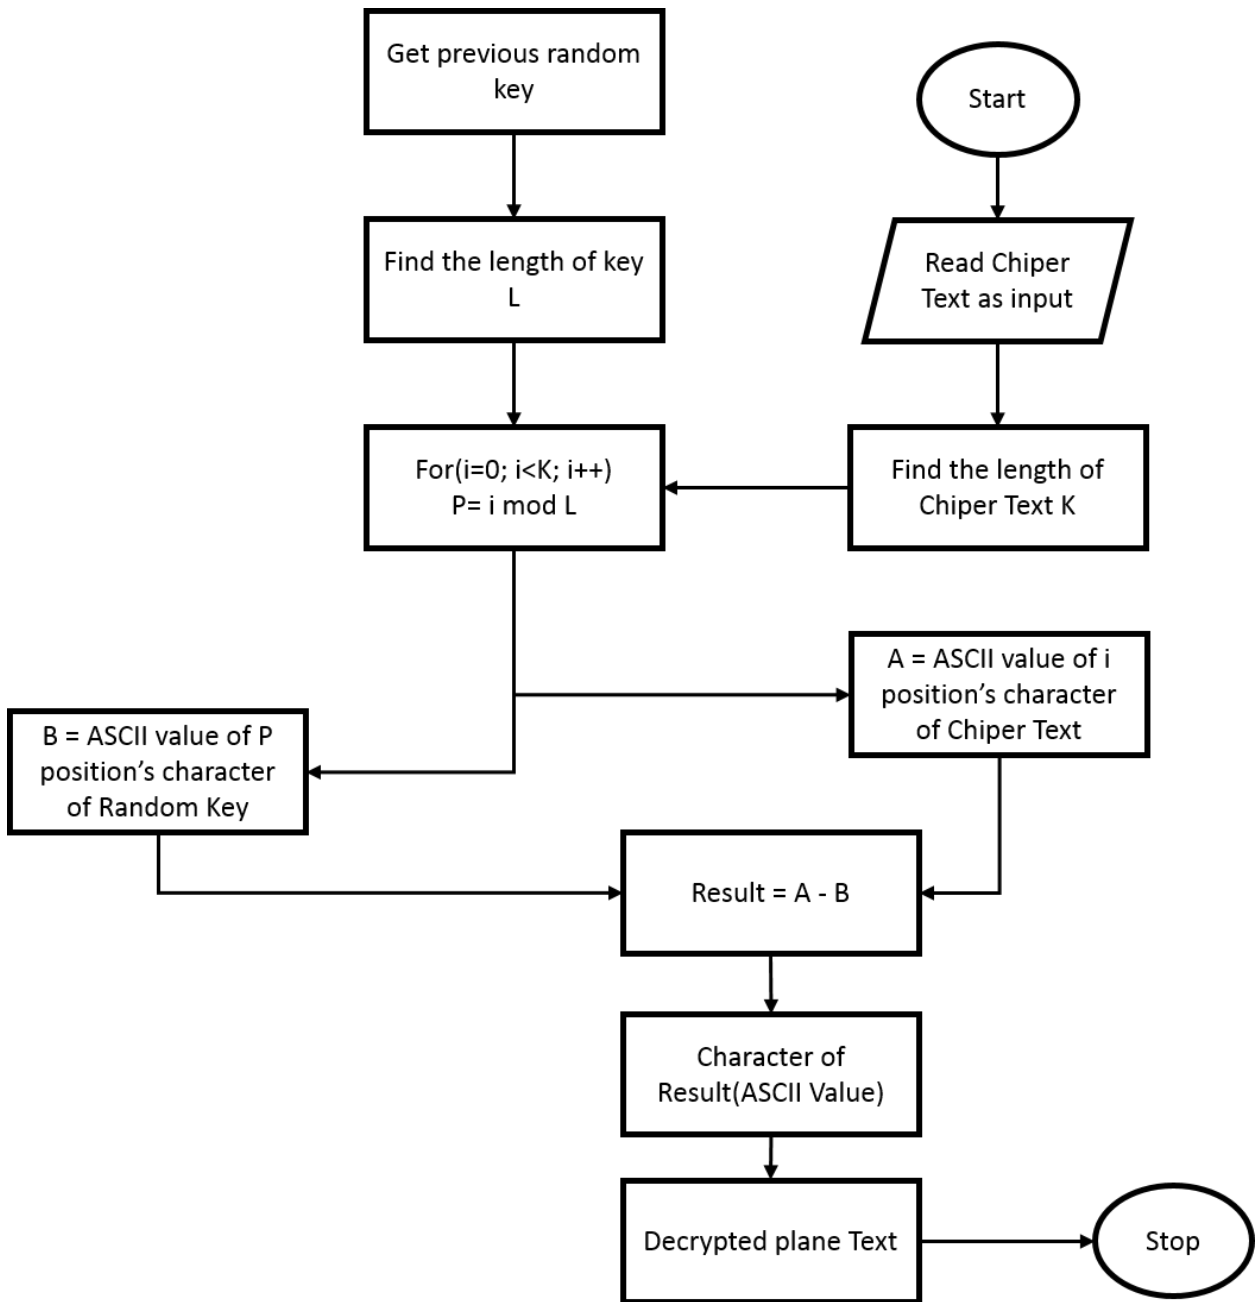 Get previous random
key
Start
Find the length of key
L
Read Chiper
Text as input
For(i=0; i<K; i++)
P= i mod L
Find the length of
Chiper Text K
A = ASCII value of i
position’s character
of Chiper Text
B = ASCII value of P
position’s character
of Random Key
Result = A - B
Character of
Result(ASCII Value)
Decrypted plane Text
Stop